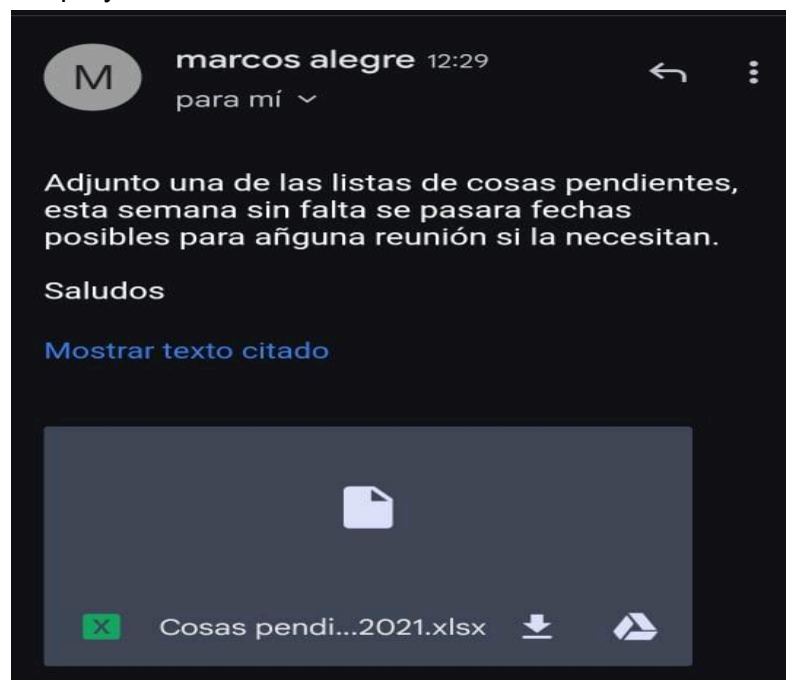 M
marcos alegre 12:29
para mí
Adjunto una de las listas de cosas pendientes,
esta semana sin falta se pasara fechas
posibles para añguna reunión si la necesitan.
Saludos
Mostrar texto citado
X Cosas pendi...2021.xlsx